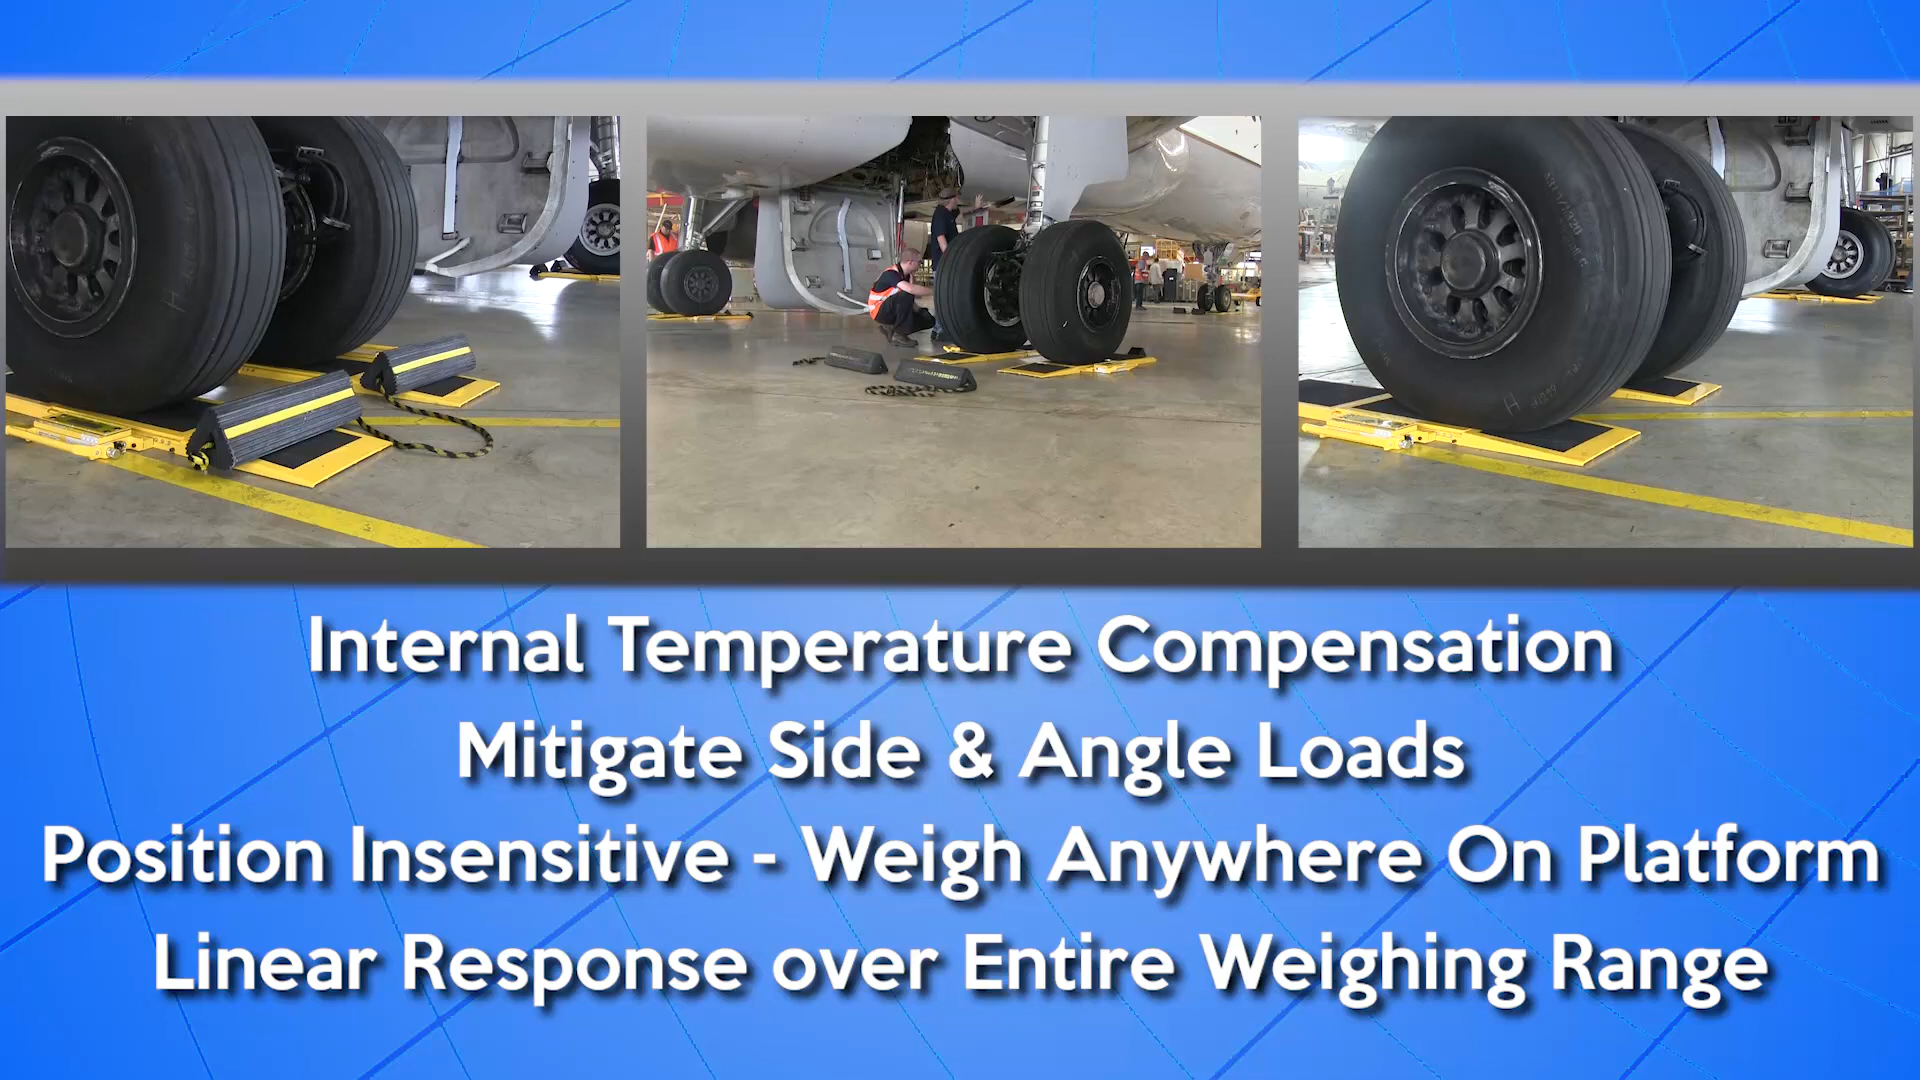 Internal Temperature Compensation
Mitigate Side & Angle Loads
Position Insensitive - Weigh Anywhere On Platform
Linear Response over Entire Weighing Range